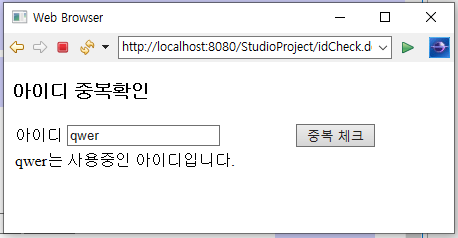 Web Browser
http://localhost:8080/StudioProject/idCheck.d
아이디 중복확인
아이디 qwer 중복 체크
qwer는 사용중인 아이디입니다.